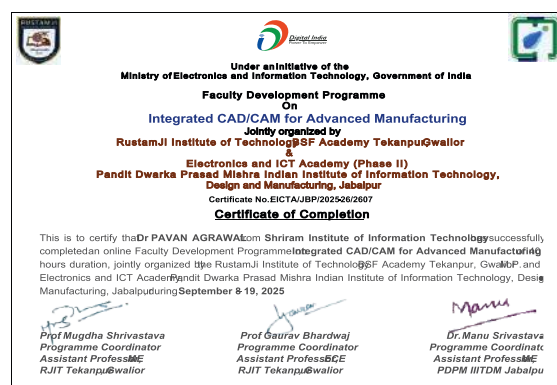 RUSTAMJI
Digital India
Power To Empower
Under an Initiative of the
Ministry of Electronics and Information Technology, Government of India
Faculty Development Programme
On
Integrated CAD/CAM for Advanced Manufacturing
Jointly organized by
RustamJi Institute of Technology, BSF Academy Tekanpur, Gwalior
&
Electronics and ICT Academy (Phase II)
Pandit Dwarka Prasad Mishra Indian Institute of Information Technology,
Design and Manufacturing, Jabalpur
Certificate No.EICTA/JBP/2025-26/2607
Certificate of Completion
This is to certify that Dr PAVAN AGRAWAL from Shriram Institute of Information Technology has successfully
completed an online Faculty Development Programme on Integrated CAD/CAM for Advanced Manufacturing of 40
hours duration, jointly organized by the RustamJi Institute of Technology, BSF Academy Tekanpur, Gwalior M.P. and
Electronics and ICT Academy, Pandit Dwarka Prasad Mishra Indian Institute of Information Technology, Design
Manufacturing, Jabalpur during September 8-19, 2025
Prof Mugdha Shrivastava Prof Gaurav Bhardwaj Dr. Manu Srivastava
Programme Coordinator Programme Coordinator Programme Coordinator
Assistant Professor, ME Assistant Professor, ECE Assistant Professor, ME
RJIT Tekanpur, Gwalior RJIT Tekanpur, Gwalior PDPM IIITDM Jabalpur